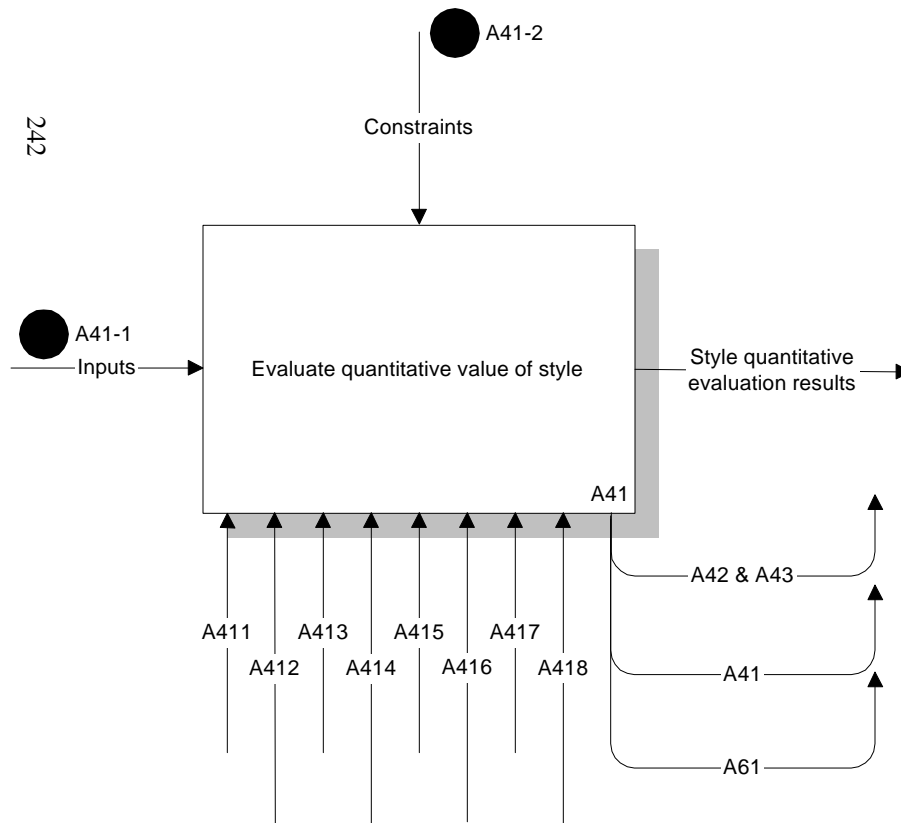 A41-2
242
Constraints
A41-1
Inputs
Evaluate quantitative value of style
Style quantitative
evaluation results
A41
A42 & A43
A411
A413
A415
A417
A412
A414
A416
A418
A41
A61